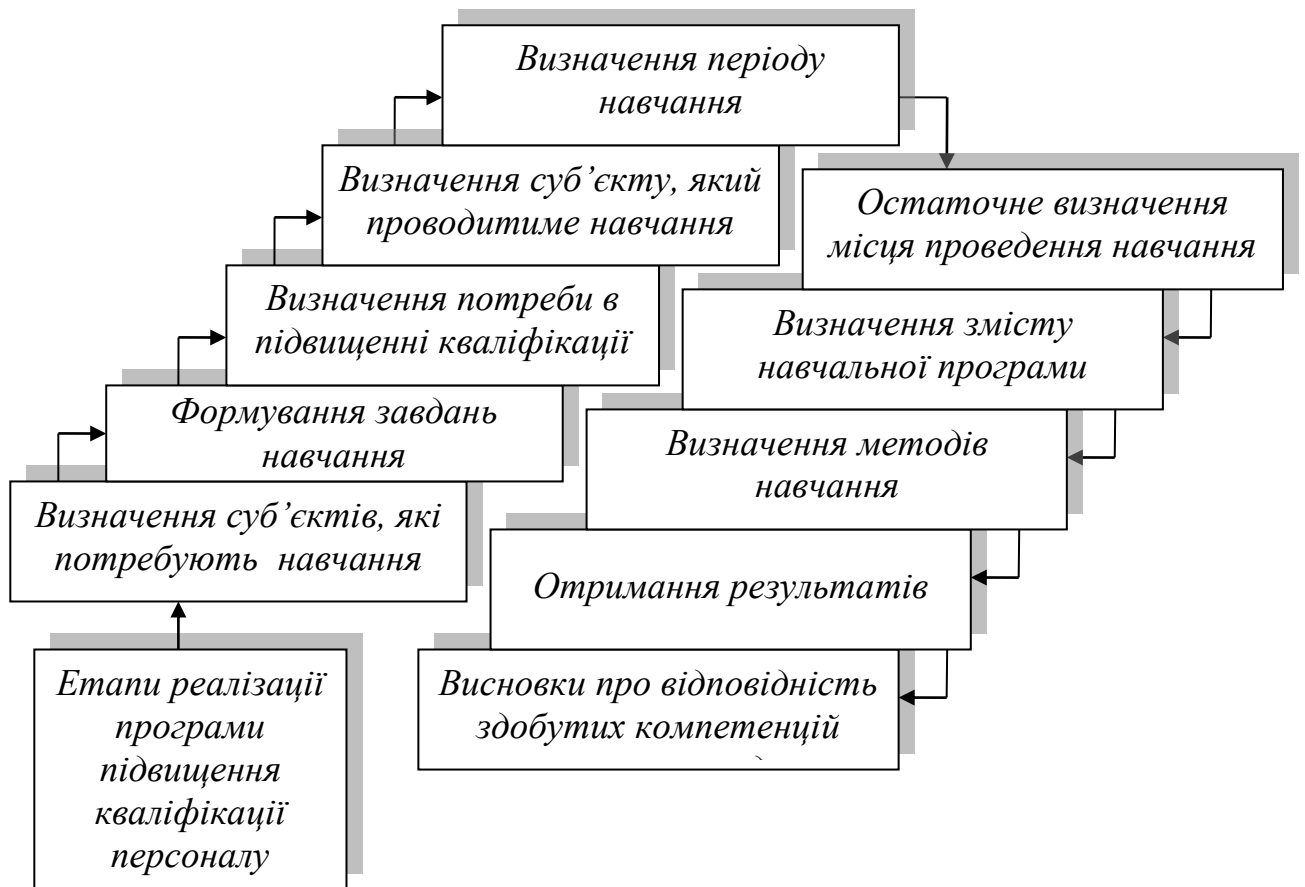 Визначення періоду
навчання
Визначення суб’єкту, який
проводитиме навчання
Остаточне визначення
місця проведення навчання
Визначення потреби в
підвищенні кваліфікації
Визначення змісту
навчальної програми
Формування завдань
навчання
Визначення методів
навчання
Визначення суб’єктів, які
потребують навчання
Отримання результатів
Етапи реалізації
програми
підвищення
кваліфікації
персоналу
Висновки про відповідність
здобутих компетенцій